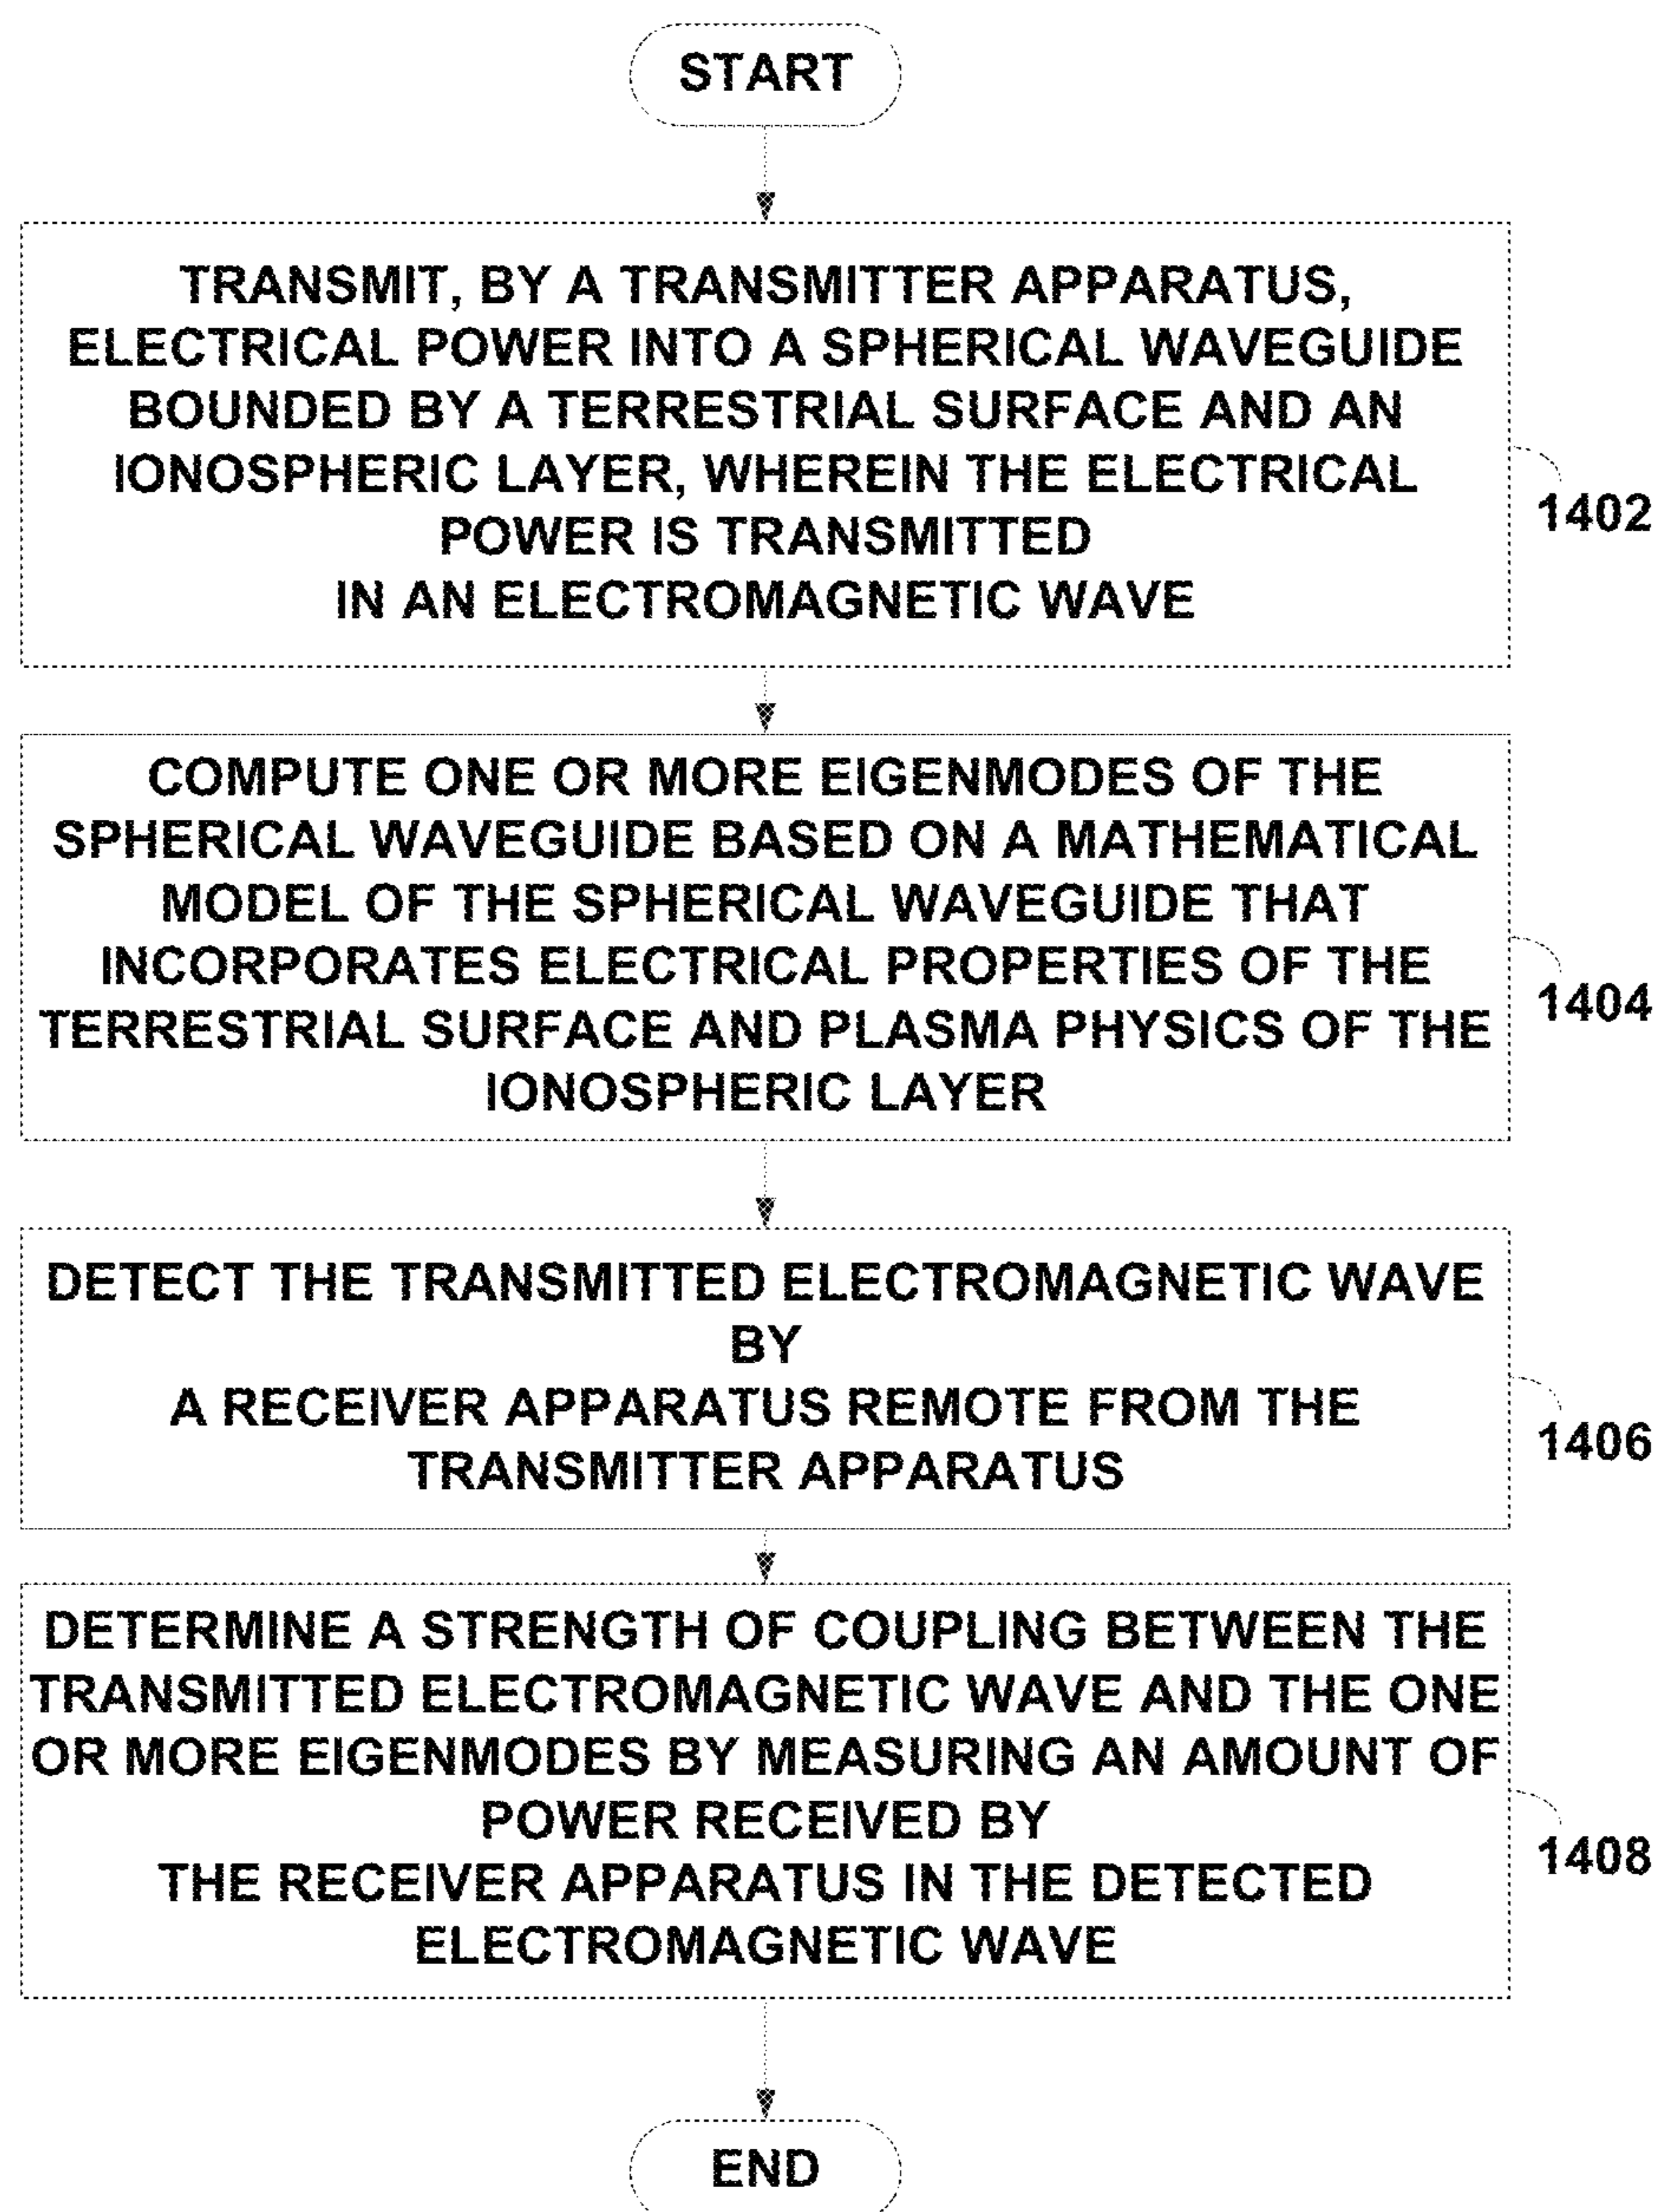 START
TRANSMIT, BY A TRANSMITTER APPARATUS,
ELECTRICAL POWER INTO A SPHERICAL WAVEGUIDE
BOUNDED BY A TERRESTRIAL SURFACE AND AN
IONOSPHERIC LAYER, WHEREIN THE ELECTRICAL
POWER IS TRANSMITTED
IN AN ELECTROMAGNETIC WAVE
1402
COMPUTE ONE OR MORE EIGENMODES OF THE
SPHERICAL WAVEGUIDE BASED ON A MATHEMATICAL
MODEL OF THE SPHERICAL WAVEGUIDE THAT
INCORPORATES ELECTRICAL PROPERTIES OF THE
TERRESTRIAL SURFACE AND PLASMA PHYSICS OF THE
IONOSPHERIC LAYER
1404
DETECT THE TRANSMITTED ELECTROMAGNETIC WAVE
BY
A RECEIVER APPARATUS REMOTE FROM THE
TRANSMITTER APPARATUS
1406
DETERMINE A STRENGTH OF COUPLING BETWEEN THE
TRANSMITTED ELECTROMAGNETIC WAVE AND THE ONE
OR MORE EIGENMODES BY MEASURING AN AMOUNT OF
POWER RECEIVED BY
THE RECEIVER APPARATUS IN THE DETECTED
ELECTROMAGNETIC WAVE
1408
END